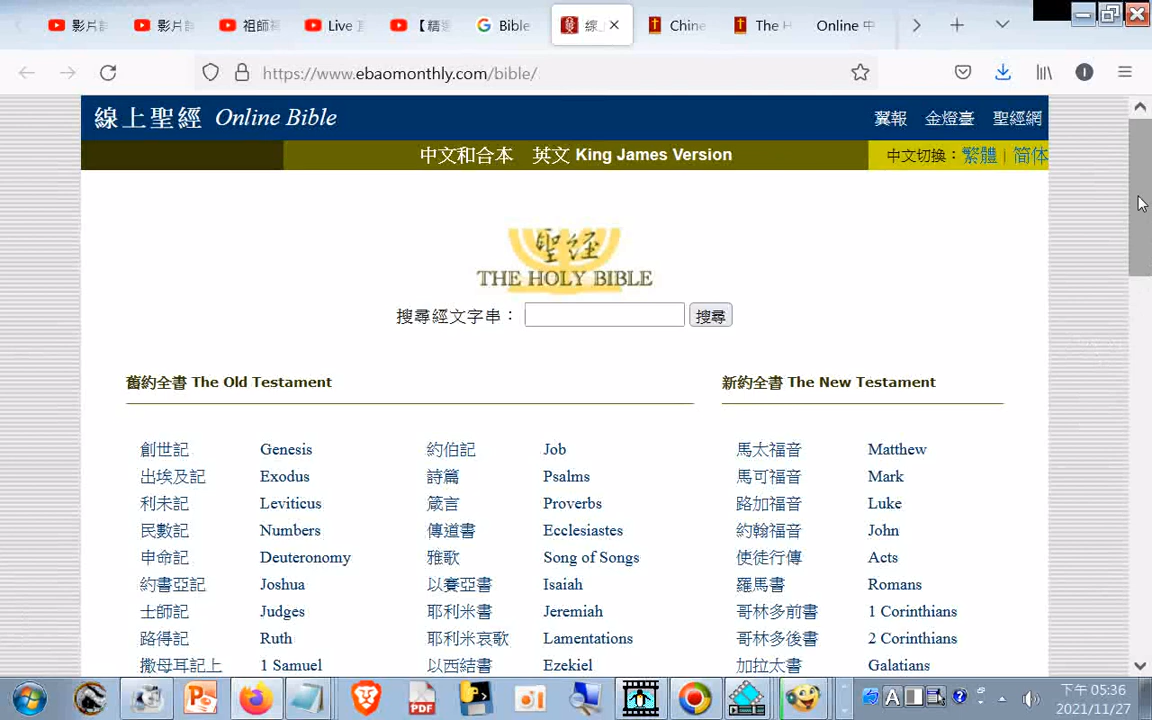 影片
影片
祖師
Live
【精
Bible
線
Chine
The H
Online 中
https://www.ebaomonthly.com/bible/
線上聖經 Online Bible
翼報 金燈臺 聖經網
中文和合本 英文 King James Version
中文切換：繁體 | 简体
聖經
THE HOLY BIBLE
搜尋經文字串：
搜尋
舊約全書 The Old Testament 新約全書 The New Testament
創世記 Genesis 約伯記 Job 馬太福音 Matthew
出埃及記 Exodus 詩篇 Psalms 馬可福音 Mark
利未記 Leviticus 箴言 Proverbs 路加福音 Luke
民數記 Numbers 傳道書 Ecclesiastes 約翰福音 John
申命記 Deuteronomy 雅歌 Song of Songs 使徒行傳 Acts
約書亞記 Joshua 以賽亞書 Isaiah 羅馬書 Romans
士師記 Judges 耶利米書 Jeremiah 哥林多前書 1 Corinthians
路得記 Ruth 耶利米哀歌 Lamentations 哥林多後書 2 Corinthians
撒母耳記上 1 Samuel 以西結書 Ezekiel 加拉太書 Galatians
下午 05:36
2021/11/27